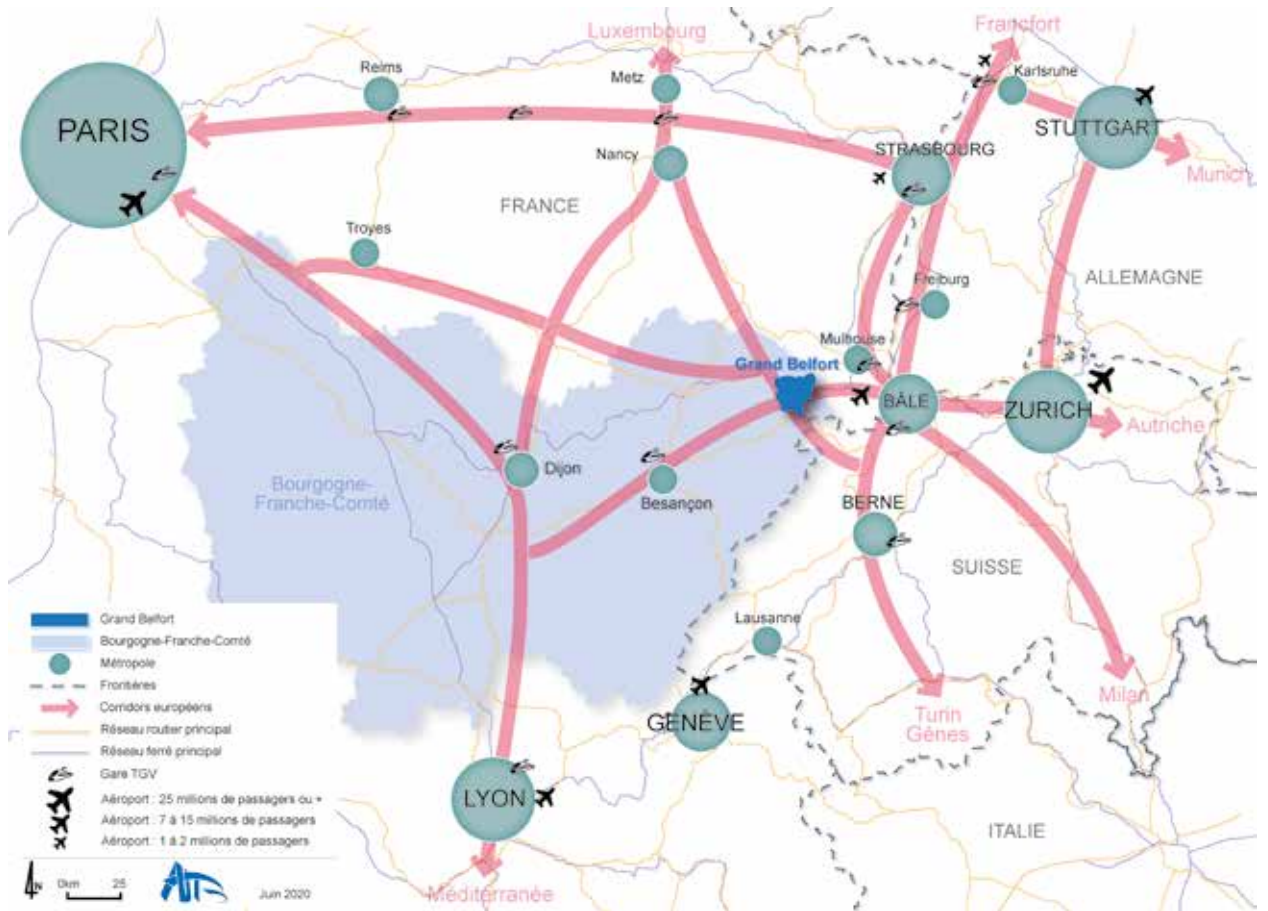 Luxembourg
Francfort
Reims
Metz
Karlsruhe
PARIS
STUTTGART
STRASBOURG
Nancy
Munich
FRANCE
Troyes
Freiburg
ALLEMAGNE
Mulhouse
Grand Belfort
BÂLE
ZURICH
Autriche
Dijon
Bourgogne-
Franche-Comté
Besançon
BERNE
SUISSE
Lausanne
Milan
GENÈVE
Turin
Gênes
LYON
ITALIE
Méditerranée
Grand Belfort
Bourgogne-Franche-Comté
Métropole
Frontières
Corridors européens
Réseau routier principal
Réseau ferré principal
Gare TGV
Aéroport : 25 millions de passagers ou +
Aéroport : 7 à 15 millions de passagers
Aéroport : 1 à 2 millions de passagers
N
0km 25
Juin 2020